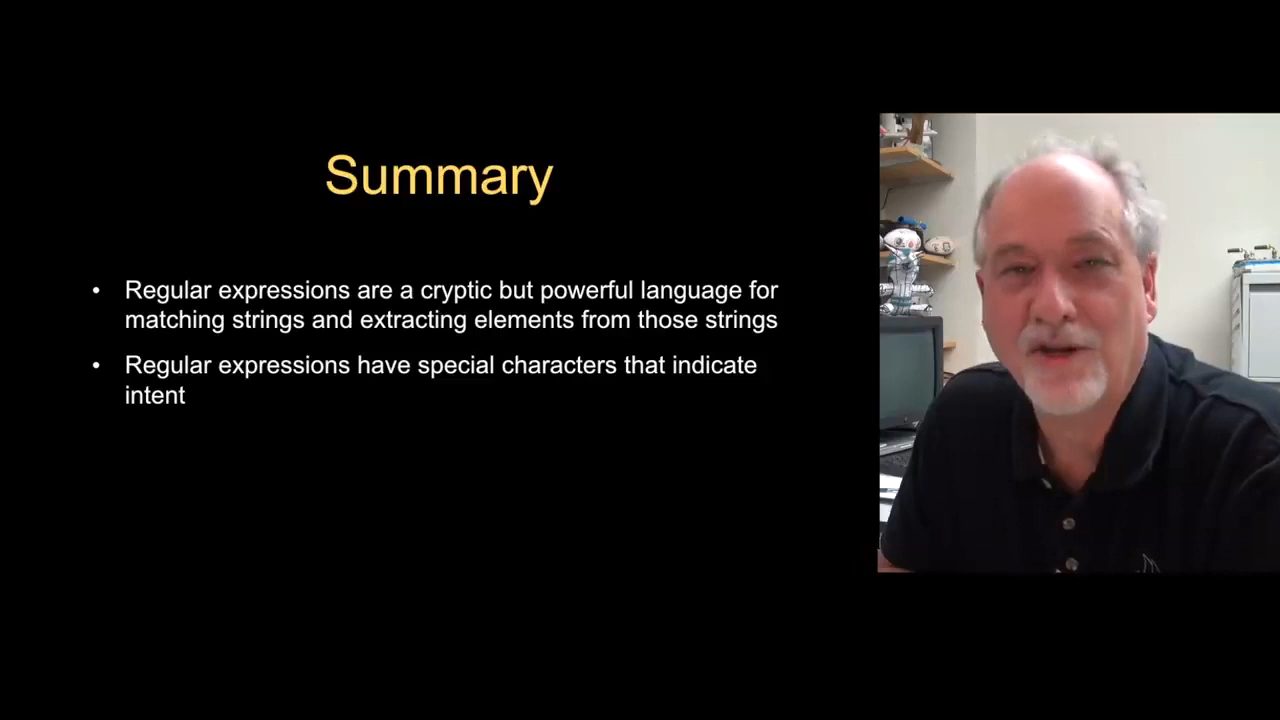 Summary
• Regular expressions are a cryptic but powerful language for
matching strings and extracting elements from those strings
• Regular expressions have special characters that indicate
intent